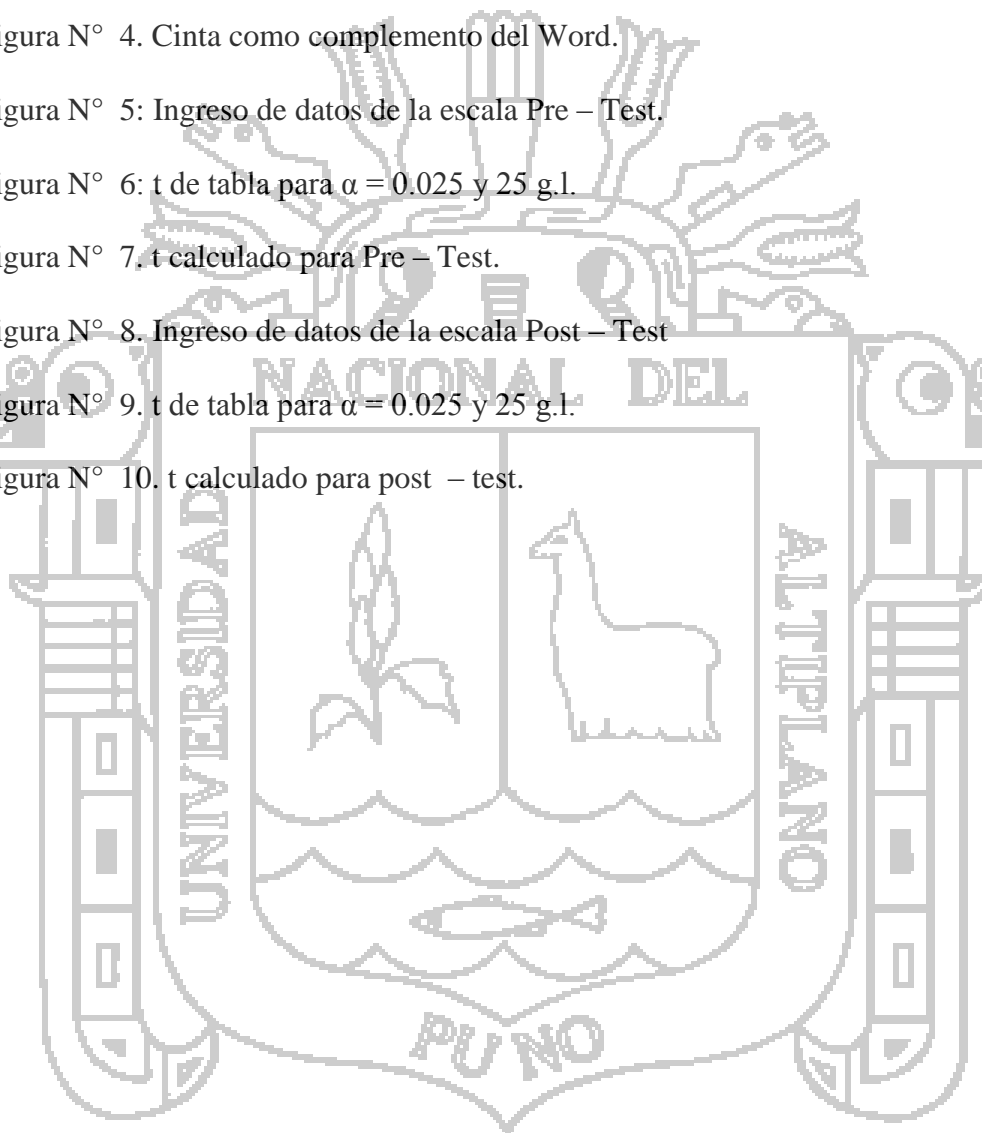 igura N° 4. Cinta como complemento del Word.
igura N° 5: Ingreso de datos de la escala Pre – Test.
igura N° 6: t de tabla para α = 0.025 y 25 g.l.
igura N° 7. t calculado para Pre – Test.
igura N° 8. Ingreso de datos de la escala Post – Test
igura N° 9. t de tabla para α = 0.025 y 25 g.l.
igura N° 10. t calculado para post – test.
UNIVERSIDAD
NACIONAL DEL
ALTIPLANO
PUNO